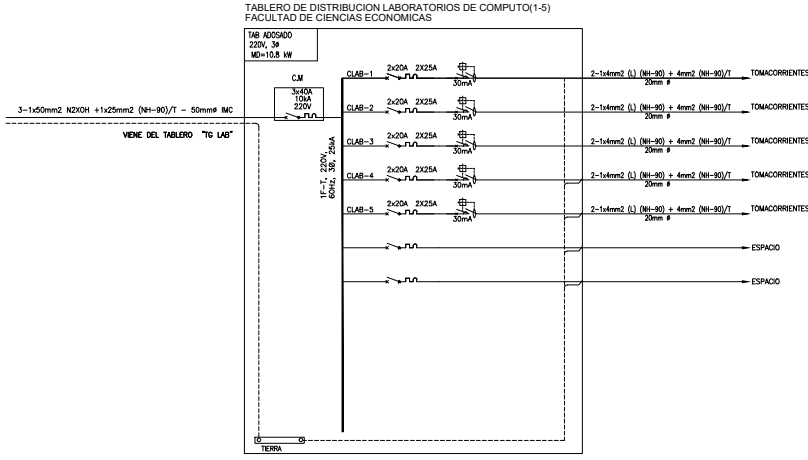 TABLERO DE DISTRIBUCION LABORATORIOS DE COMPUTO(1-5)
FACULTAD DE CIENCIAS ECONOMICAS
TAB ADOSADO
220V, 3ø
MD=10.8 kW
C.M
3x40A
10kA
220V
3-1x50mm2 N2XOH +1x25mm2 (NH-90)/T - 50mmø IMC
VIENE DEL TABLERO "TG LAB"
1F-T, 220V,
60Hz, 3Ø, 25kA
CLAB-1 2x20A 2X25A 30mA 2-1x4mm2 (L) (NH-90) + 4mm2 (NH-90)/T TOMACORRIENTES
20mm ø
CLAB-2 2x20A 2X25A 30mA 2-1x4mm2 (L) (NH-90) + 4mm2 (NH-90)/T TOMACORRIENTES
20mm ø
CLAB-3 2x20A 2X25A 30mA 2-1x4mm2 (L) (NH-90) + 4mm2 (NH-90)/T TOMACORRIENTES
20mm ø
CLAB-4 2x20A 2X25A 30mA 2-1x4mm2 (L) (NH-90) + 4mm2 (NH-90)/T TOMACORRIENTES
20mm ø
CLAB-5 2x20A 2X25A 30mA 2-1x4mm2 (L) (NH-90) + 4mm2 (NH-90)/T TOMACORRIENTES
20mm ø
ESPACIO
ESPACIO
TIERRA